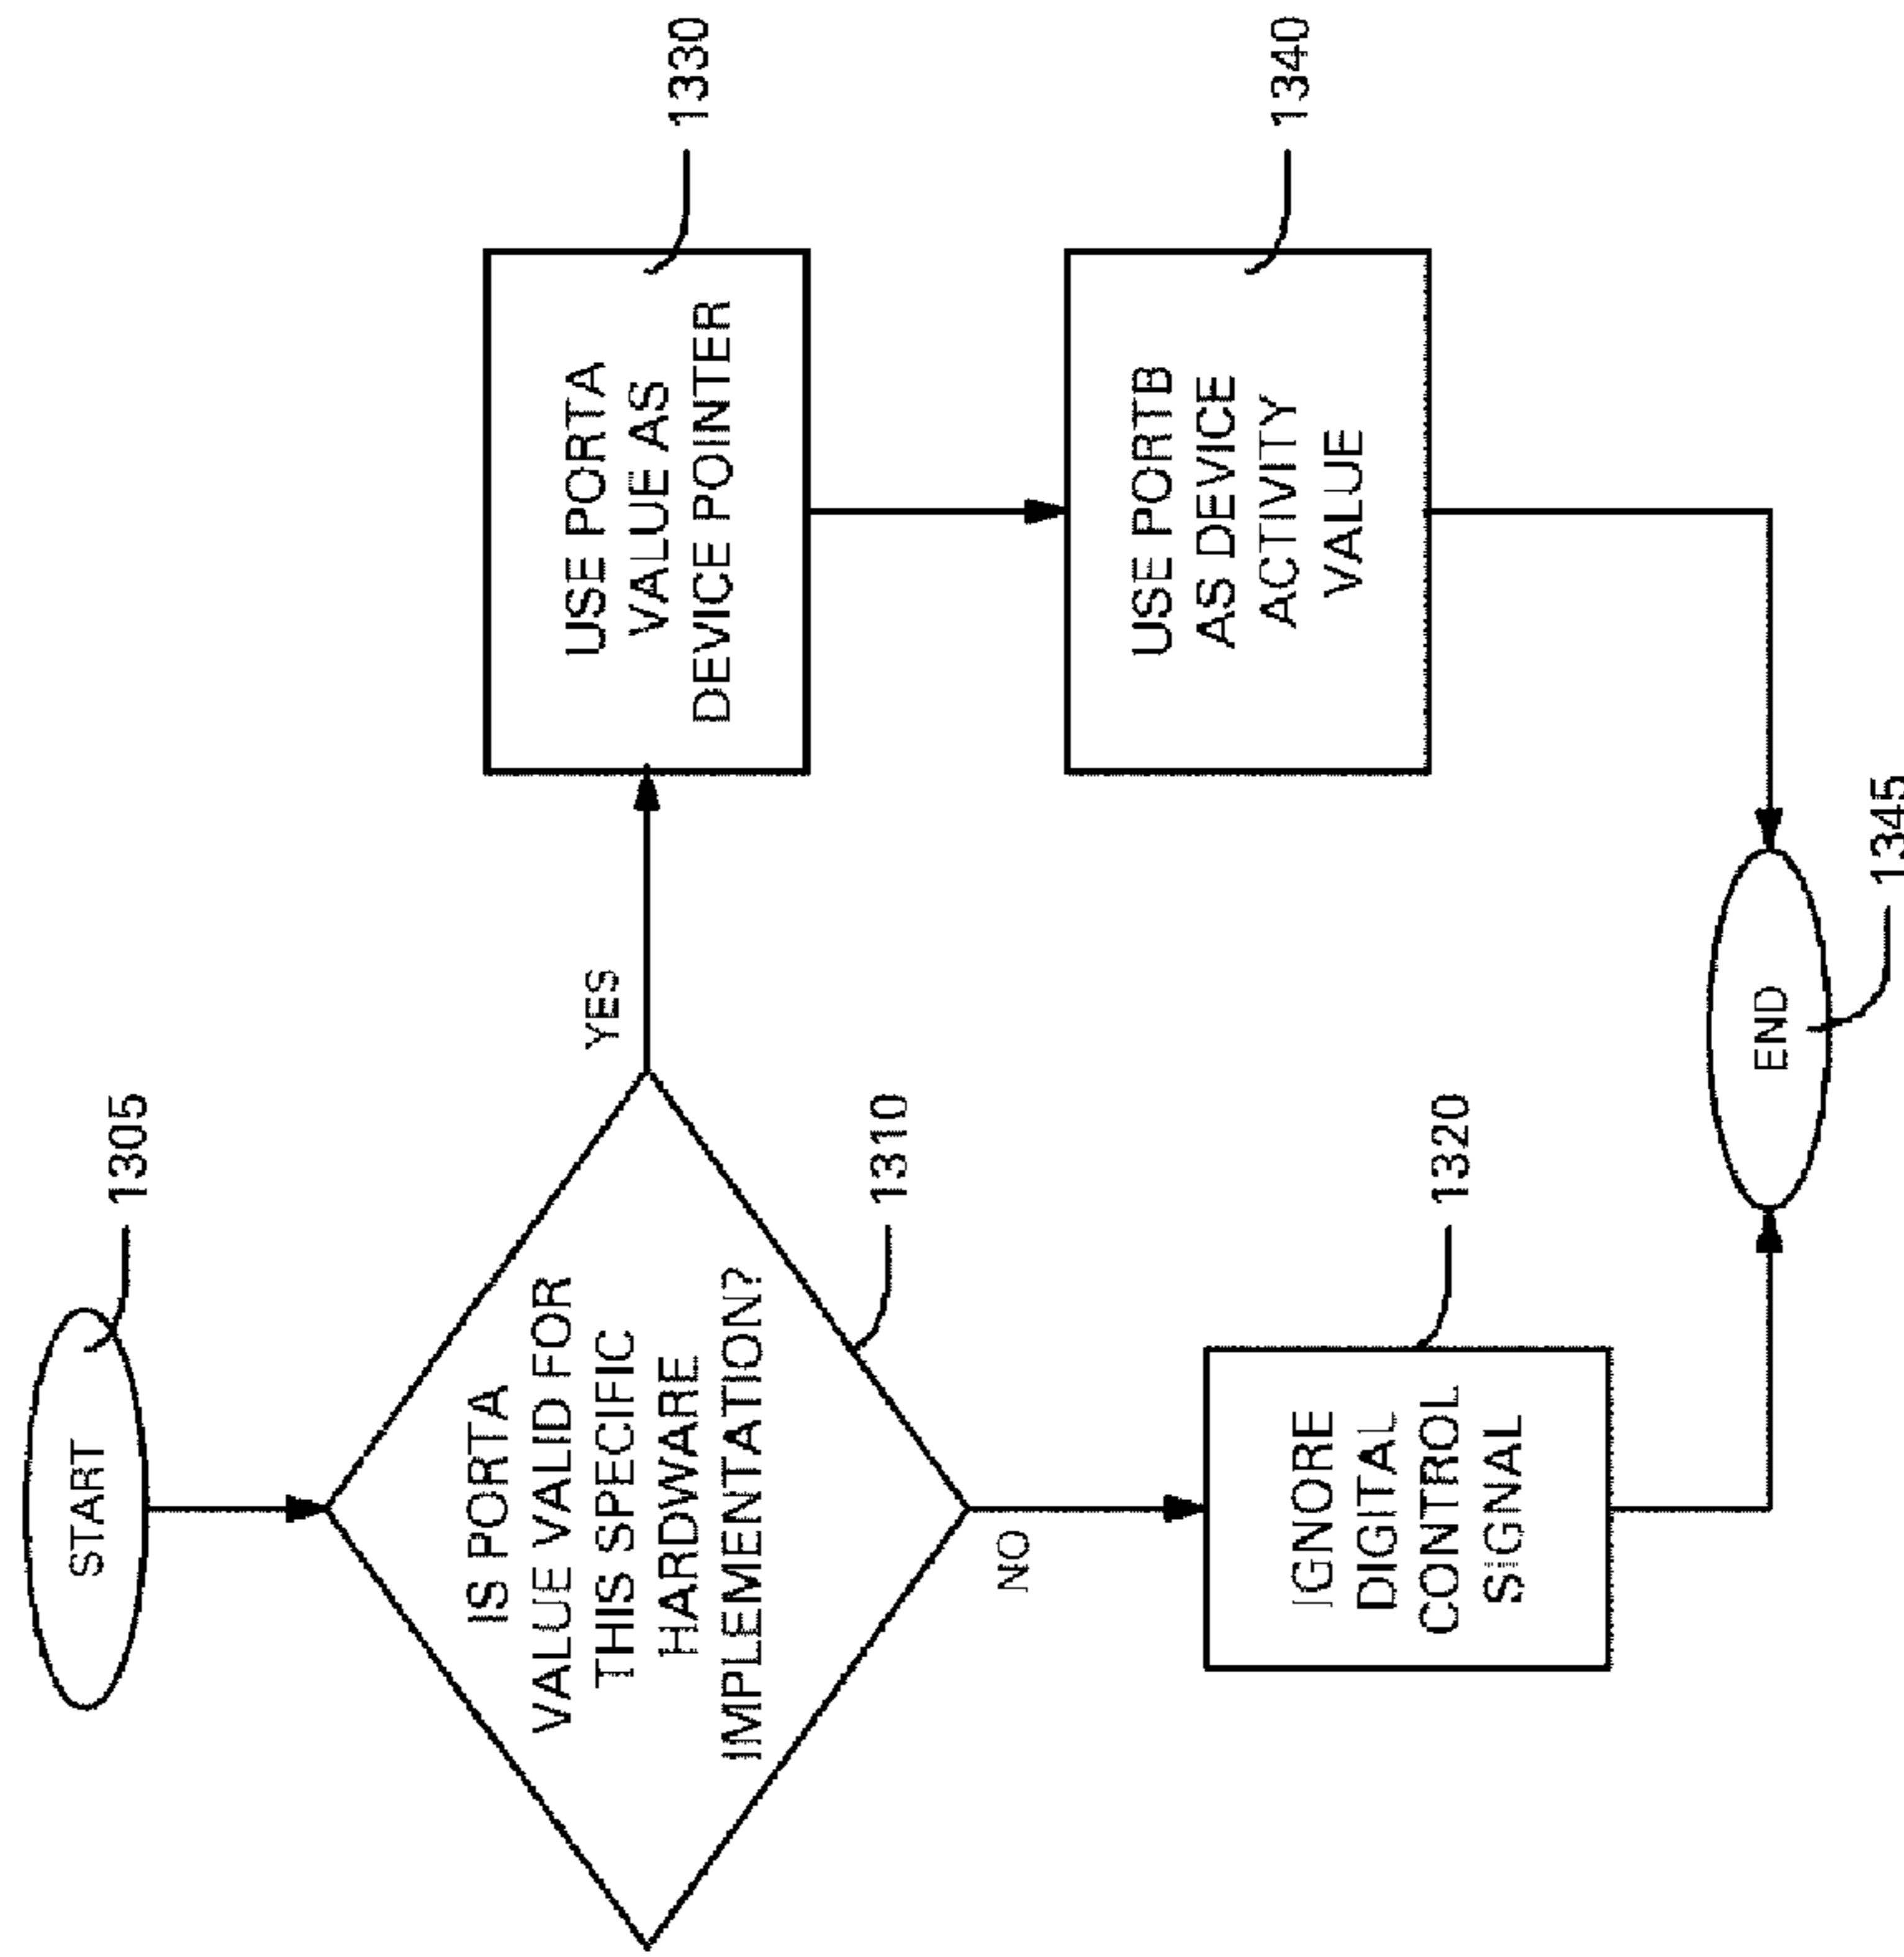 START
1305
IS PORTA
VALUE VALID FOR
THIS SPECIFIC
HARDWARE
IMPLEMENTATION?
1310
YES
USE PORTA
VALUE AS
DEVICE POINTER
1330
NO
IGNORE
DIGITAL
CONTROL
SIGNAL
1320
USE PORTB
AS DEVICE
ACTIVITY
VALUE
1340
END
1345